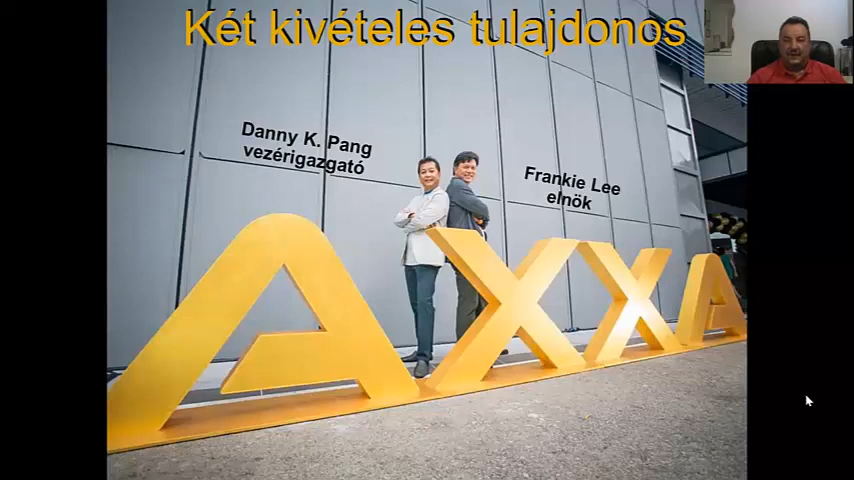 Két kivételes tulajdonos
Danny K. Pang
vezérigazgató
Frankie Lee
elnök
AXXA